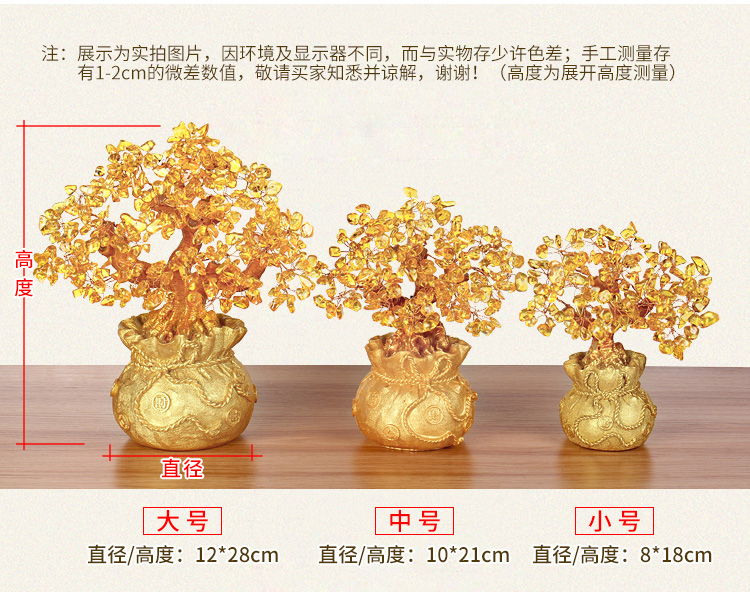 注：展示为实拍图片，因环境及显示器不同，而与实物存少许色差；手工测量存
有1-2cm的微差数值，敬请买家知悉并谅解，谢谢！（高度为展开高度测量）
高度
直径
大号
中号
小号
直径/高度：12*28cm
直径/高度：10*21cm
直径/高度：8*18cm